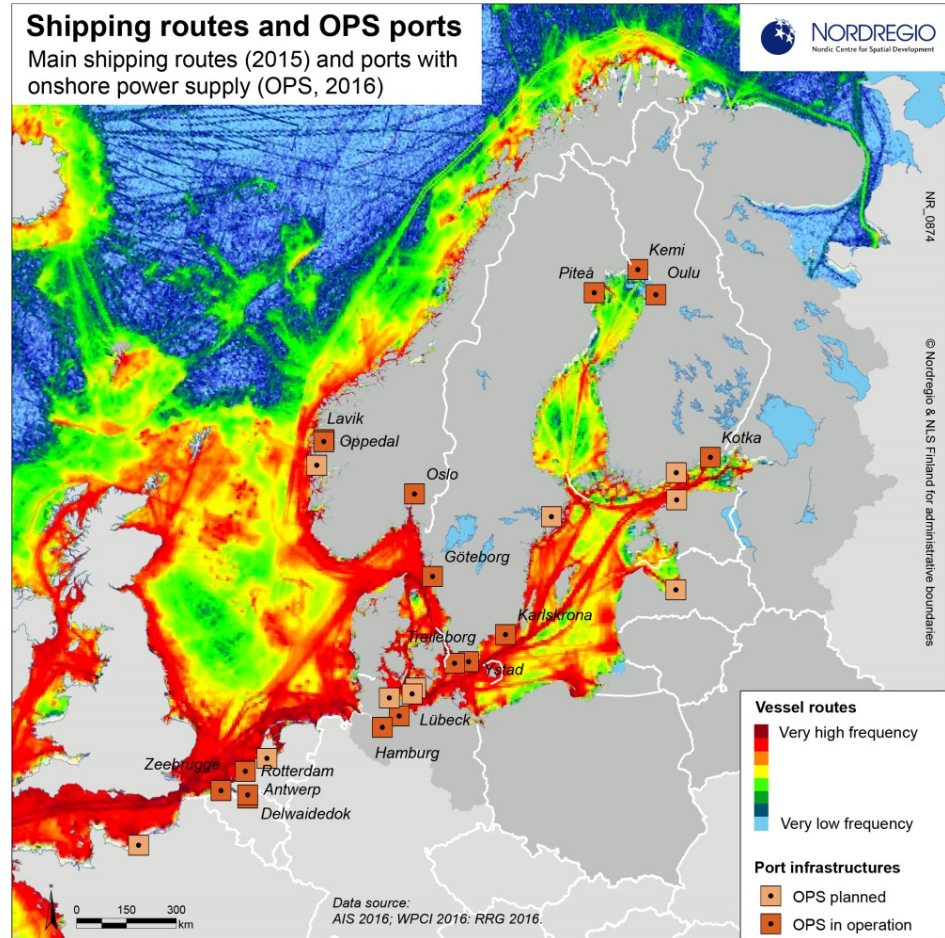 Shipping routes and OPS ports
Main shipping routes (2015) and ports with
onshore power supply (OPS, 2016)
NORDREGIO
Nordic Centre for Spatial Development
NR_0874
© Nordregio & NLS Finland for administrative boundaries
Kemi
Piteå
Oulu
Lavik
Oppedal
Kotka
Oslo
Göteborg
Karlskrona
Trelleborg
Ystad
Lübeck
Hamburg
Zeebrugge
Rotterdam
Antwerp
Delwaidedok
Vessel routes
Very high frequency
Very low frequency
Port infrastructures
OPS planned
OPS in operation
N
0 150 300
km
Data source:
AIS 2016; WPCI 2016; RRG 2016.